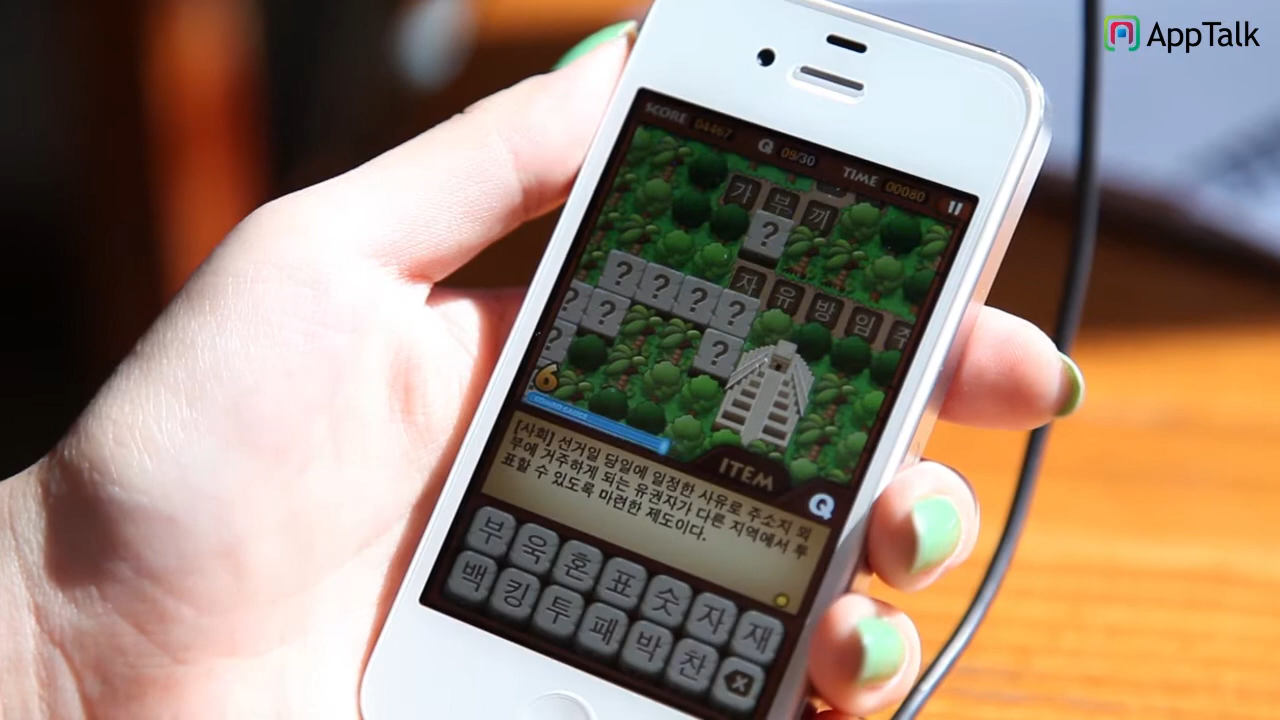 AppTalk
SCORE 04467
Q 09/30
TIME 00080
가 부 끼
?
? ? ? ?
자 유 방 임 주
? ?
?
?
6
COMBO GAUGE
[사회] 선거일 당일에 일정한 사유로 주소지 외
부에 거주하게 되는 유권자가 다른 지역에서 투
표할 수 있도록 마련한 제도이다.
ITEM
Q
부 욱 혼 표 숫 자 재
백 킹 투 패 박 찬